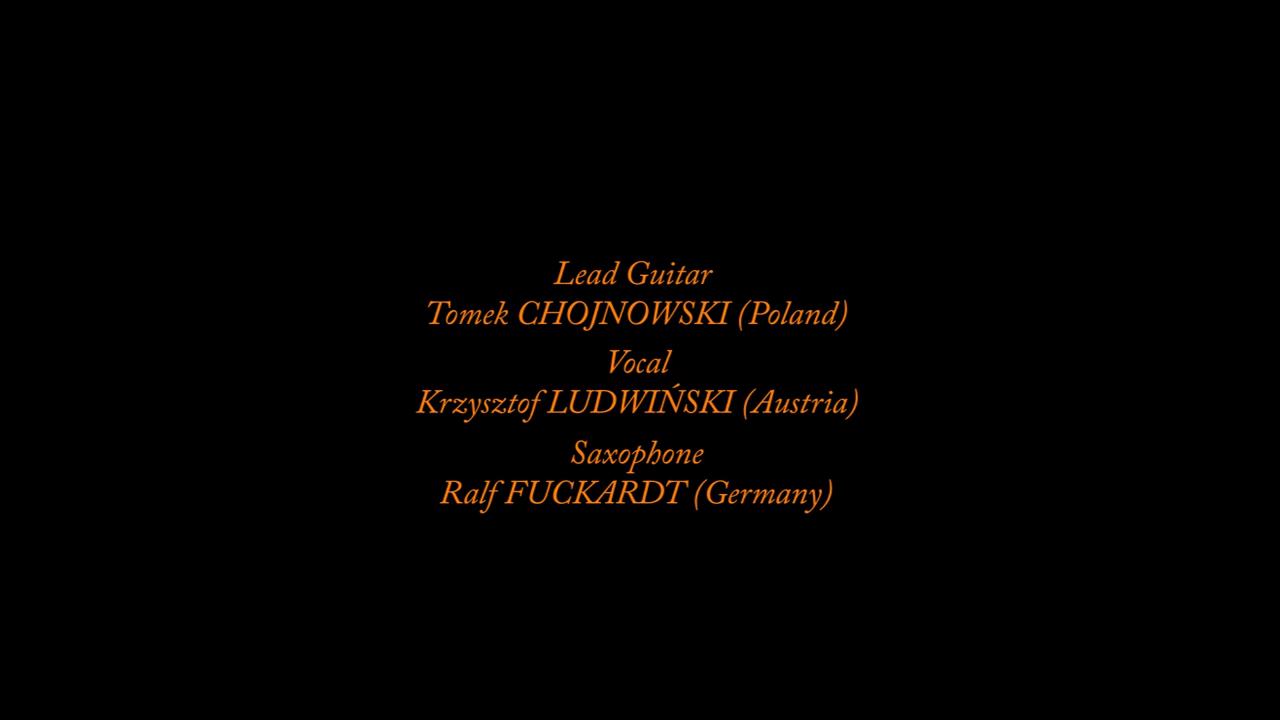 Lead Guitar
Tomek CHOJNOWSKI (Poland)
Vocal
Krzysztof LUDWIŃSKI (Austria)
Saxophone
Ralf FUCKARDT (Germany)